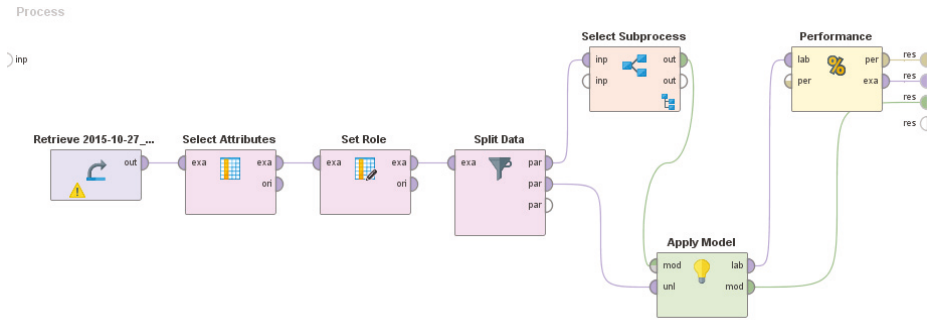 Process
inp
Retrieve 2015-10-27_...
out
Select Attributes
exa exa
ori
Set Role
exa exa
ori
Split Data
exa par
par
par
Select Subprocess
inp out
inp out
Apply Model
mod lab
unl mod
Performance
lab per
per exa
%
res
res
res
res